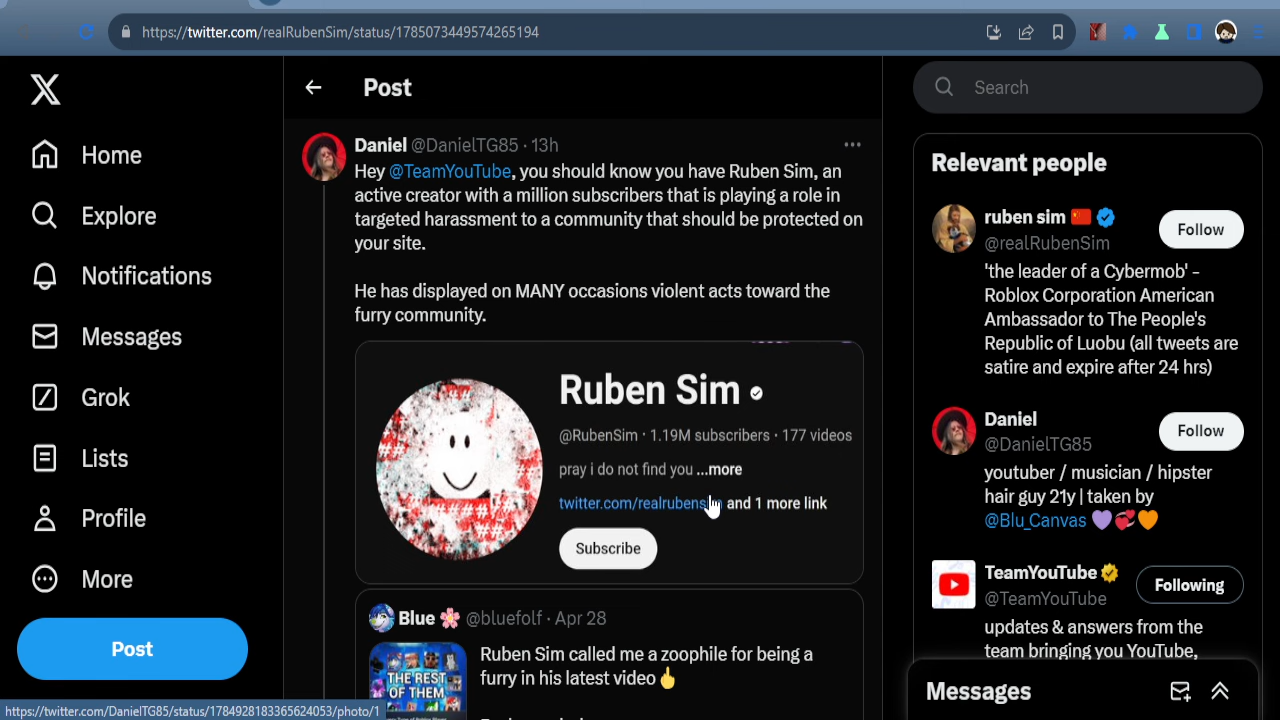 https://twitter.com/realRubenSim/status/1785073449574265194
Home
Explore
Notifications
Messages
Grok
Lists
Profile
More
Post
Post
Daniel @DanielTG85 · 13h
Hey @TeamYouTube, you should know you have Ruben Sim, an
active creator with a million subscribers that is playing a role in
targeted harassment to a community that should be protected on
your site.
He has displayed on MANY occasions violent acts toward the
furry community.
Ruben Sim
@RubenSim · 1.19M subscribers · 177 videos
pray i do not find you ...more
twitter.com/realrubensim and 1 more link
Subscribe
Blue 🌸 @bluefolf · Apr 28
THE REST
OF THEM
Ruben Sim called me a zoophile for being a
furry in his latest video👆
Search
Relevant people
ruben sim 🇨🇳
@realRubenSim
Follow
'the leader of a Cybermob' -
Roblox Corporation American
Ambassador to The People's
Republic of Luobu (all tweets are
satire and expire after 24 hrs)
Daniel
@DanielTG85
Follow
youtuber / musician / hipster
hair guy 21y | taken by
@Blu_Canvas 💜💞🧡
TeamYouTube
@TeamYouTube
Following
updates & answers from the
team bringing you YouTube,
Messages
https://twitter.com/DanielTG85/status/1784928183365624053/photo/1